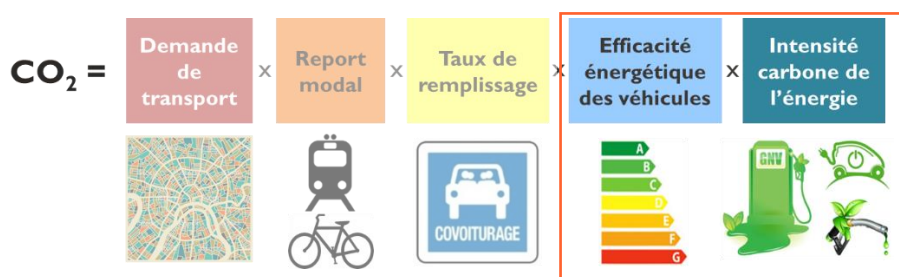 CO₂ = Demande de transport x Report modal x Taux de remplissage x Efficacité énergétique des véhicules x Intensité carbone de l'énergie
COVOITURAGE
A
B
C
D
E
F
G
GNV